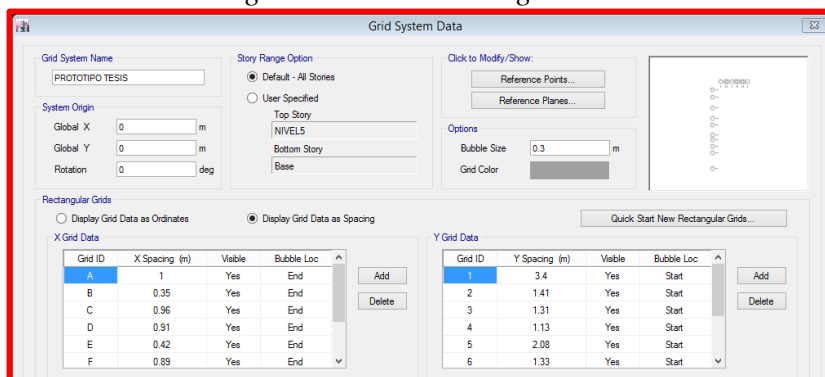 Grid System Data
Grid System Name
PROTOTIPO TESIS
System Origin
Global X 0 m
Global Y 0 m
Rotation 0 deg
Story Range Option
Default - All Stories
User Specified
Top Story
NIVEL5
Bottom Story
Base
Click to Modify/Show:
Reference Points...
Reference Planes...
Options
Bubble Size 0.3 m
Grid Color
Rectangular Grids
Display Grid Data as Ordinates Display Grid Data as Spacing Quick Start New Rectangular Grids...
X Grid Data
Grid ID X Spacing (m) Visible Bubble Loc
A 1 Yes End
B 0.35 Yes End
C 0.96 Yes End
D 0.91 Yes End
E 0.42 Yes End
F 0.89 Yes End
Add
Delete
Y Grid Data
Grid ID Y Spacing (m) Visible Bubble Loc
1 3.4 Yes Start
2 1.41 Yes Start
3 1.31 Yes Start
4 1.13 Yes Start
5 2.08 Yes Start
6 1.33 Yes Start
Add
Delete